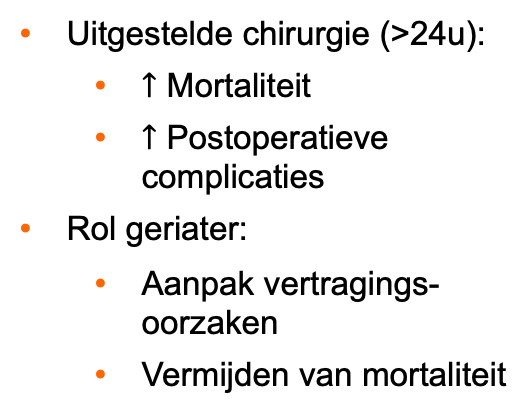 • Uitgestelde chirurgie (>24u):
• ↑ Mortaliteit
• ↑ Postoperatieve
complicaties
• Rol geriater:
• Aanpak vertragings-
oorzaken
• Vermijden van mortaliteit